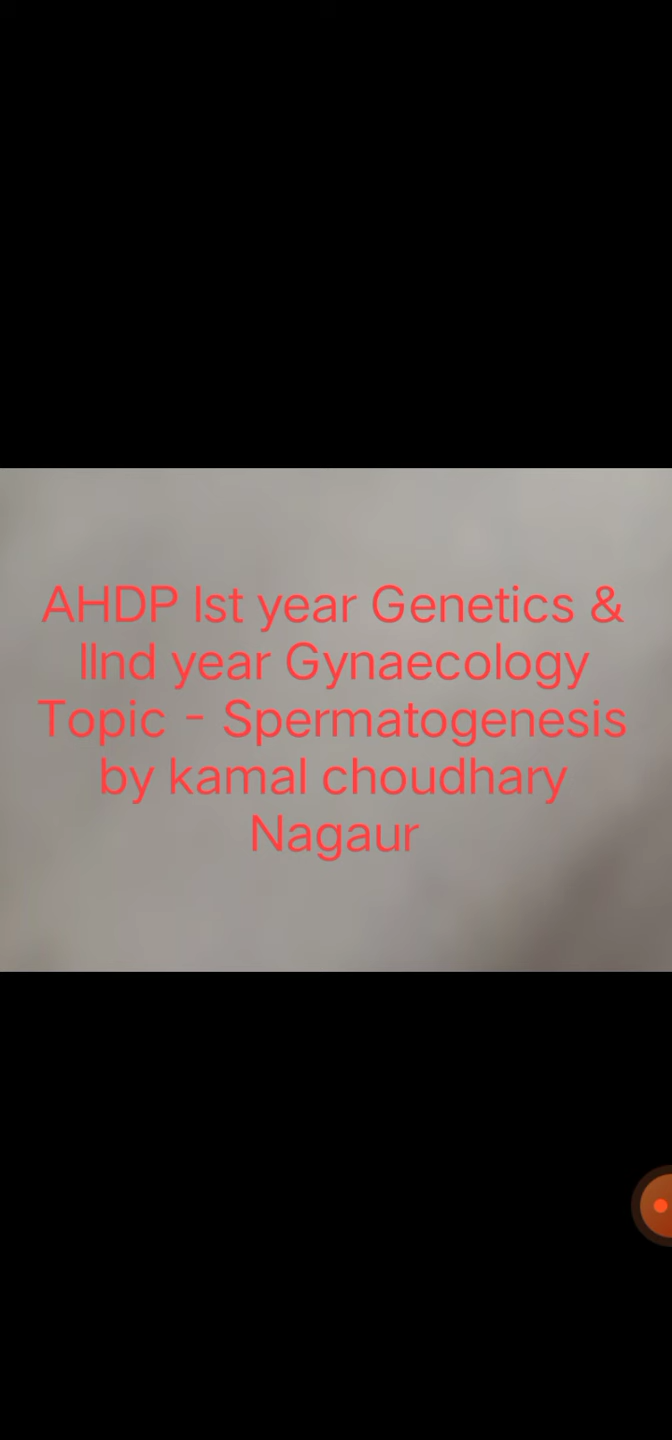 AHDP Ist year Genetics &
IInd year Gynaecology
Topic - Spermatogenesis
by kamal choudhary
Nagaur